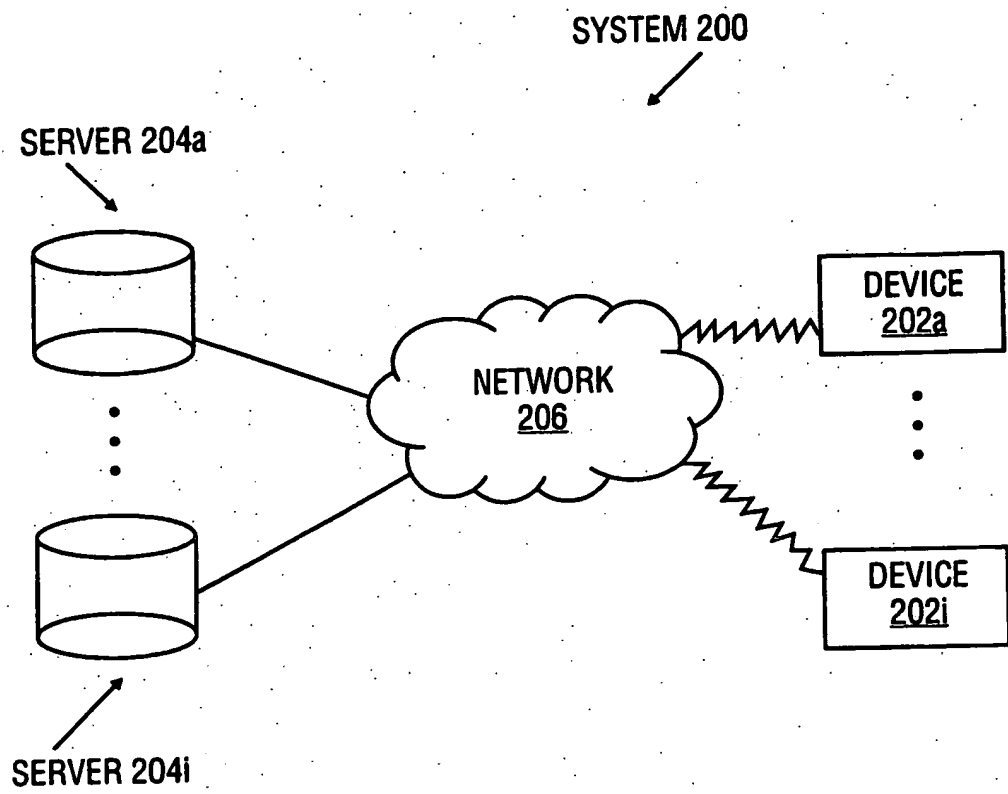 SYSTEM 200
SERVER 204a
DEVICE
202a
NETWORK
206
DEVICE
202i
SERVER 204i